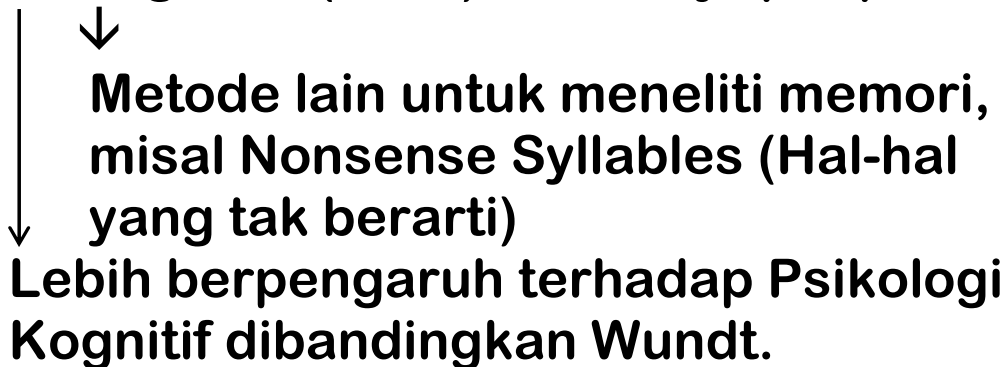 Metode lain untuk meneliti memori,
misal Nonsense Syllables (Hal-hal
yang tak berarti)
Lebih berpengaruh terhadap Psikologi
Kognitif dibandingkan Wundt.